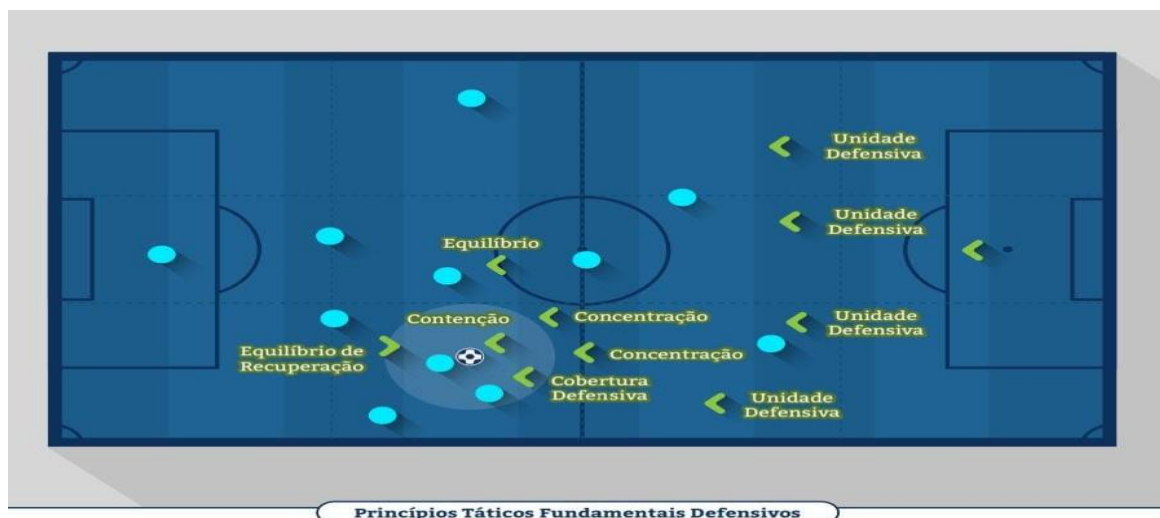 Unidade
Defensiva
Unidade
Defensiva
Equilíbrio
Contenção
Concentração
Unidade
Defensiva
Equilíbrio de
Recuperação
Concentração
Cobertura
Defensiva
Unidade
Defensiva
Princípios Táticos Fundamentais Defensivos